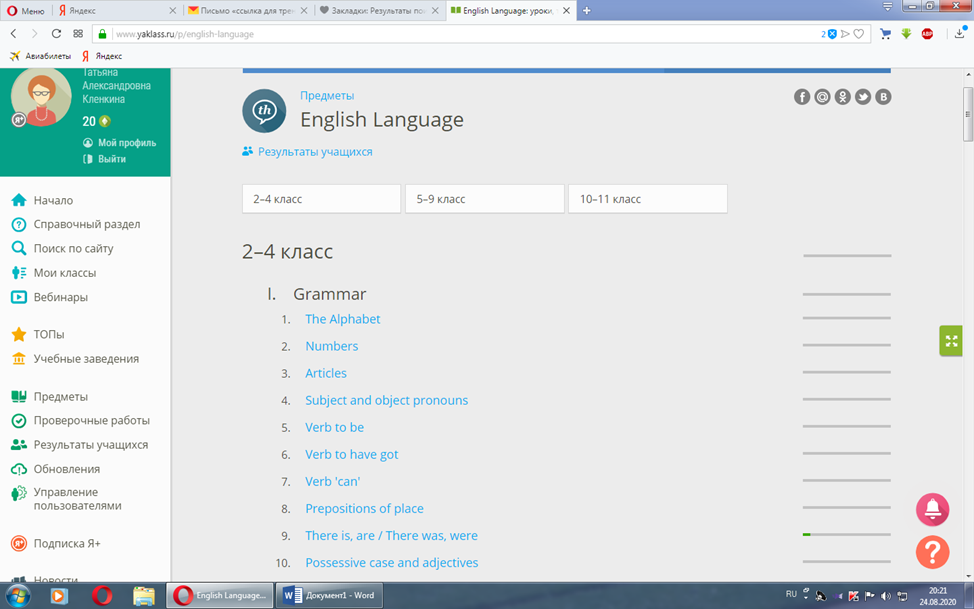 Меню
Яндекс
Письмо «ссылка для трен
Закладки: Результаты пои
English Language: уроки,
www.yaklass.ru/p/english-language
2
ABP
Авиабилеты
Яндекс
Татьяна
Александровна
Кленкина
20
Мой профиль
Выйти
Начало
Справочный раздел
Поиск по сайту
Мои классы
Вебинары
ТОПы
Учебные заведения
Предметы
Проверочные работы
Результаты учащихся
Обновления
Управление
пользователями
Подписка Я+
Новости
th
Предметы
English Language
Результаты учащихся
2–4 класс
5–9 класс
10–11 класс
2–4 класс
I. Grammar
1. The Alphabet
2. Numbers
3. Articles
4. Subject and object pronouns
5. Verb to be
6. Verb to have got
7. Verb 'can'
8. Prepositions of place
9. There is, are / There was, were
10. Possessive case and adjectives
English Language...
Документ1 - Word
RU
20:21
24.08.2020